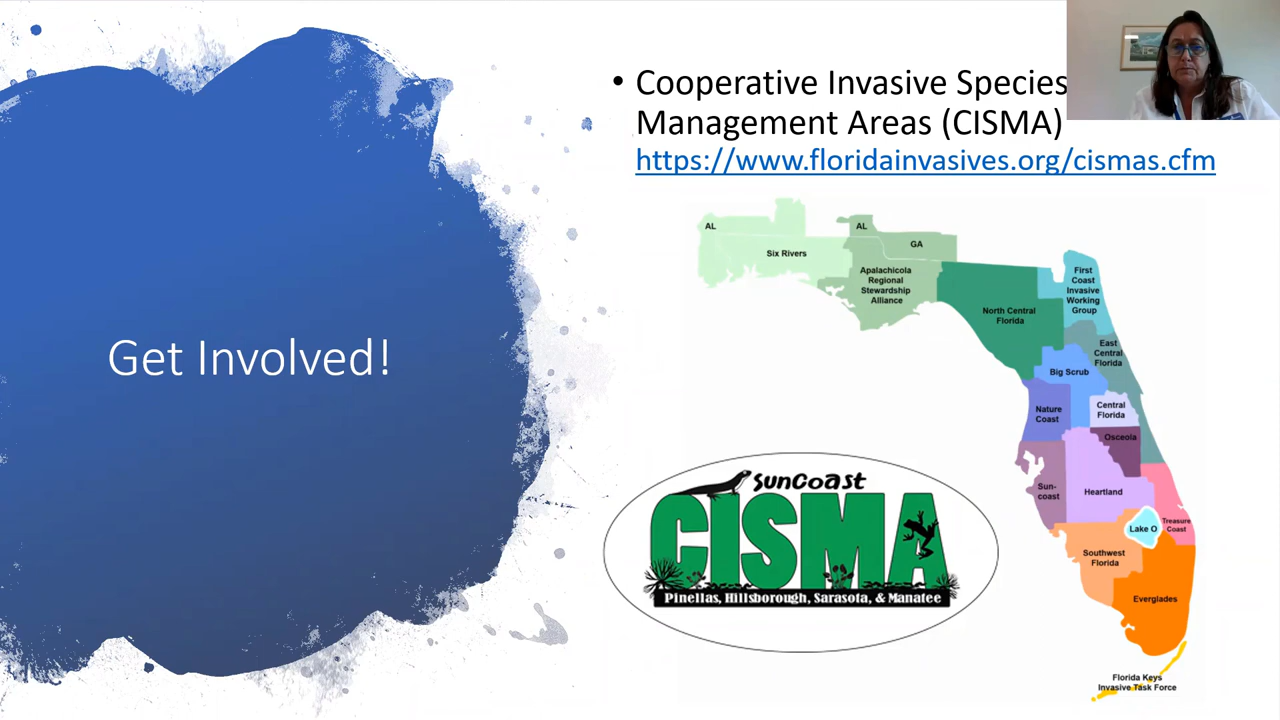 Get Involved!
• Cooperative Invasive Species
Management Areas (CISMA)
https://www.floridainvasives.org/cismas.cfm
AL
AL
GA
Six Rivers
Apalachicola
Regional
Stewardship
Alliance
North Central
Florida
First
Coast
Invasive
Working
Group
East
Central
Florida
Big Scrub
Nature
Coast
Central
Florida
Osceola
Sun-
coast
Heartland
Lake O
Treasure
Coast
Southwest
Florida
Everglades
Florida Keys
Invasive Task Force
SunCoast
CISMA
Pinellas, Hillsborough, Sarasota, & Manatee